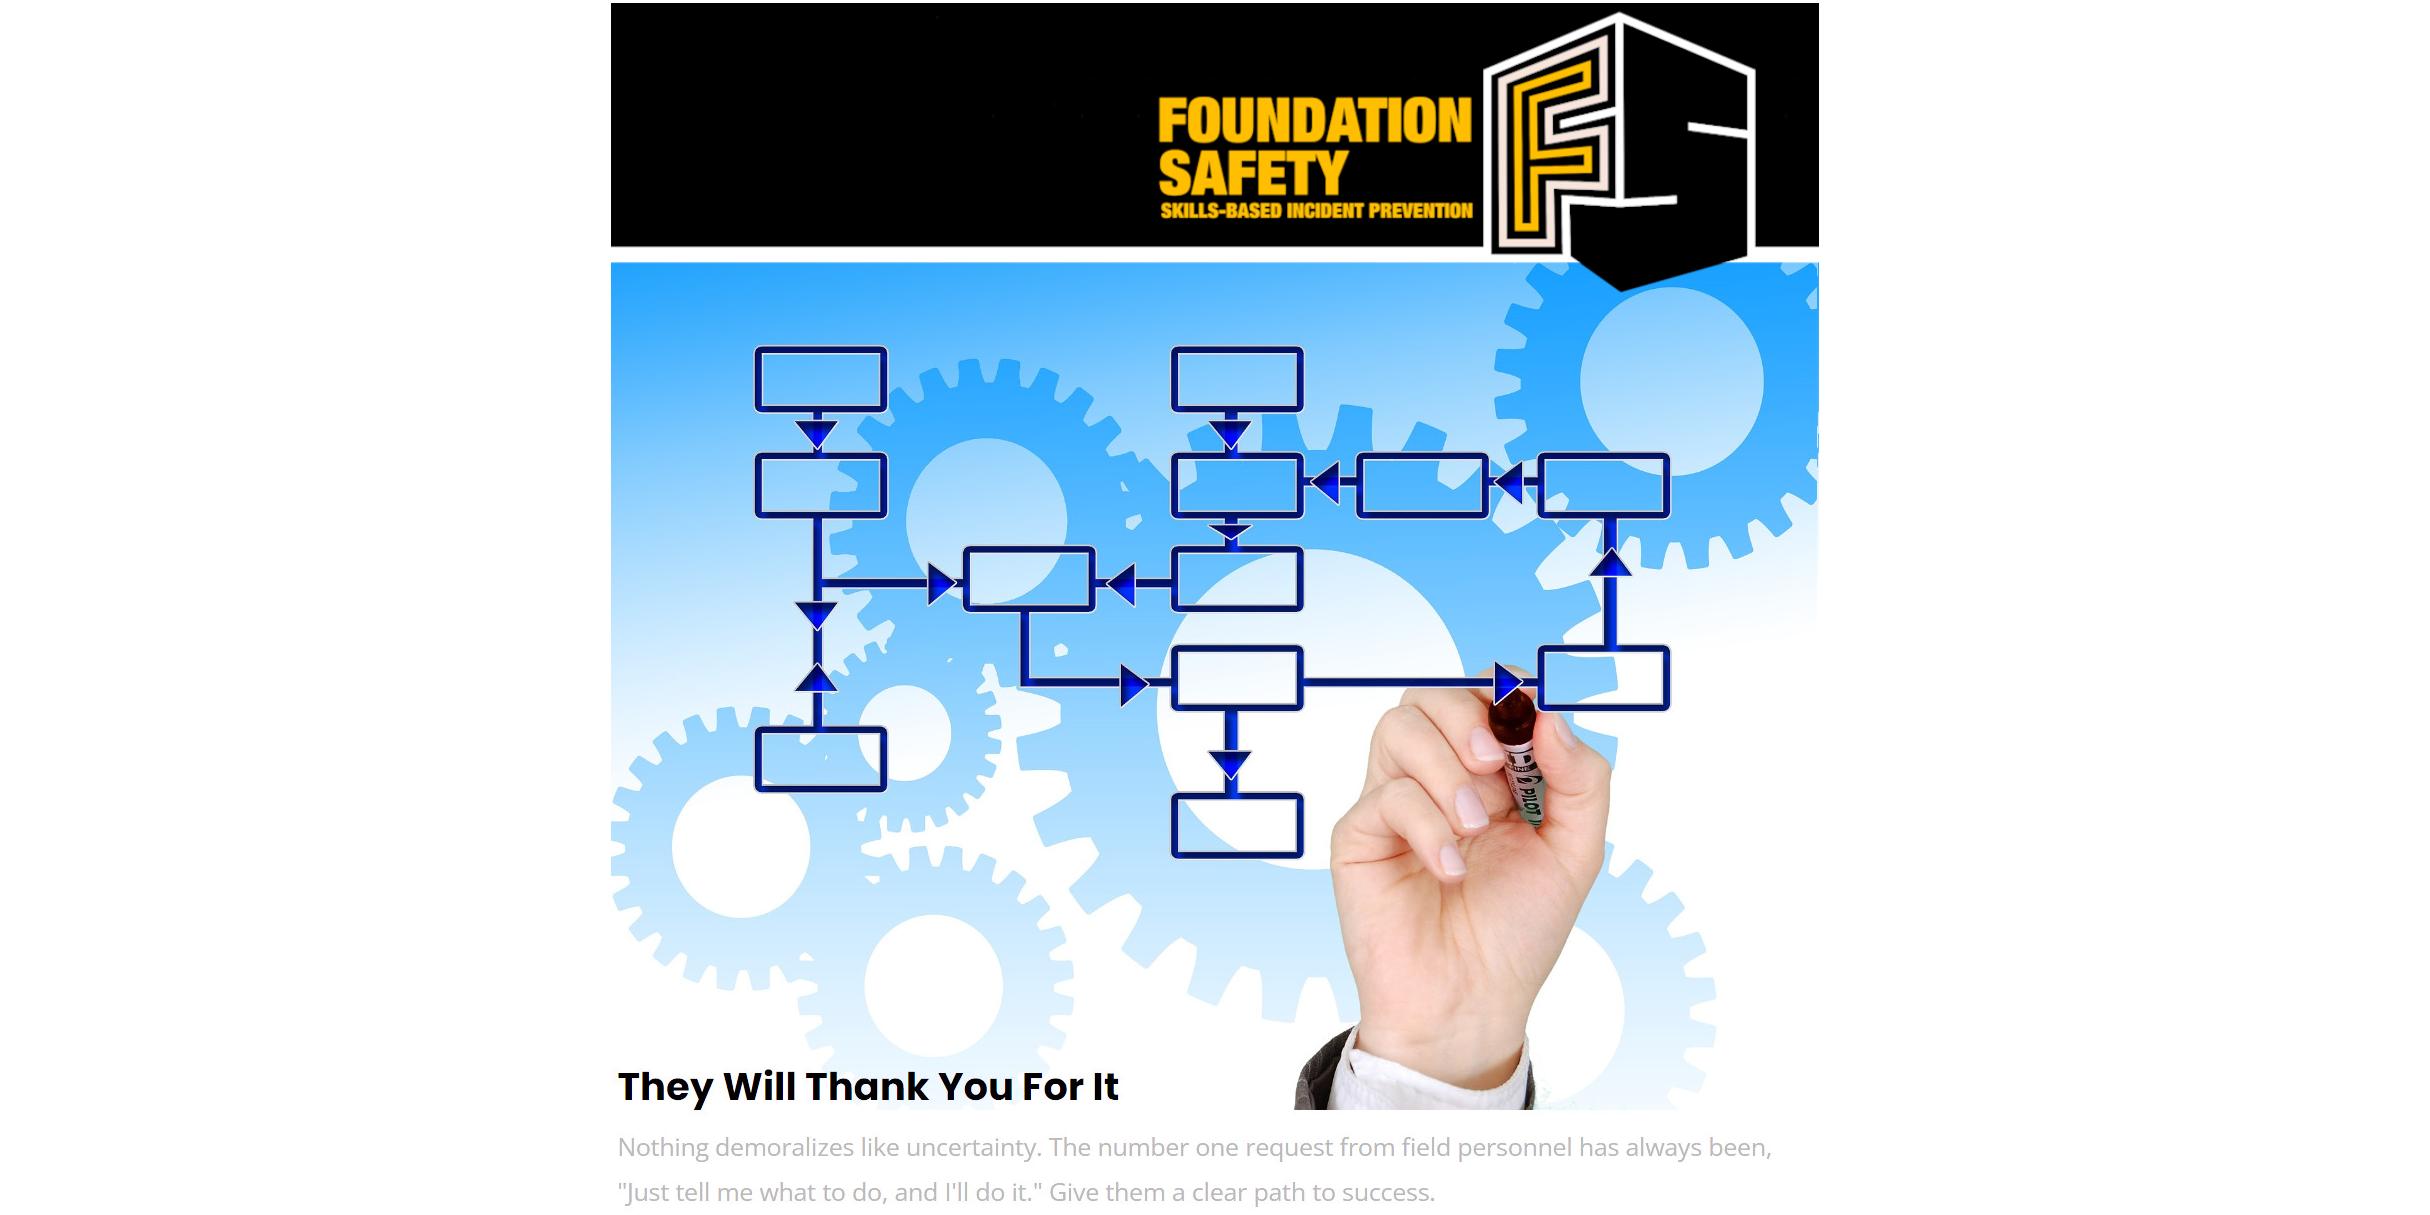 FOUNDATION
SAFETY
SKILLS-BASED INCIDENT PREVENTION
PILOT
They Will Thank You For It
Nothing demoralizes like uncertainty. The number one request from field personnel has always been,
"Just tell me what to do, and I'll do it." Give them a clear path to success.